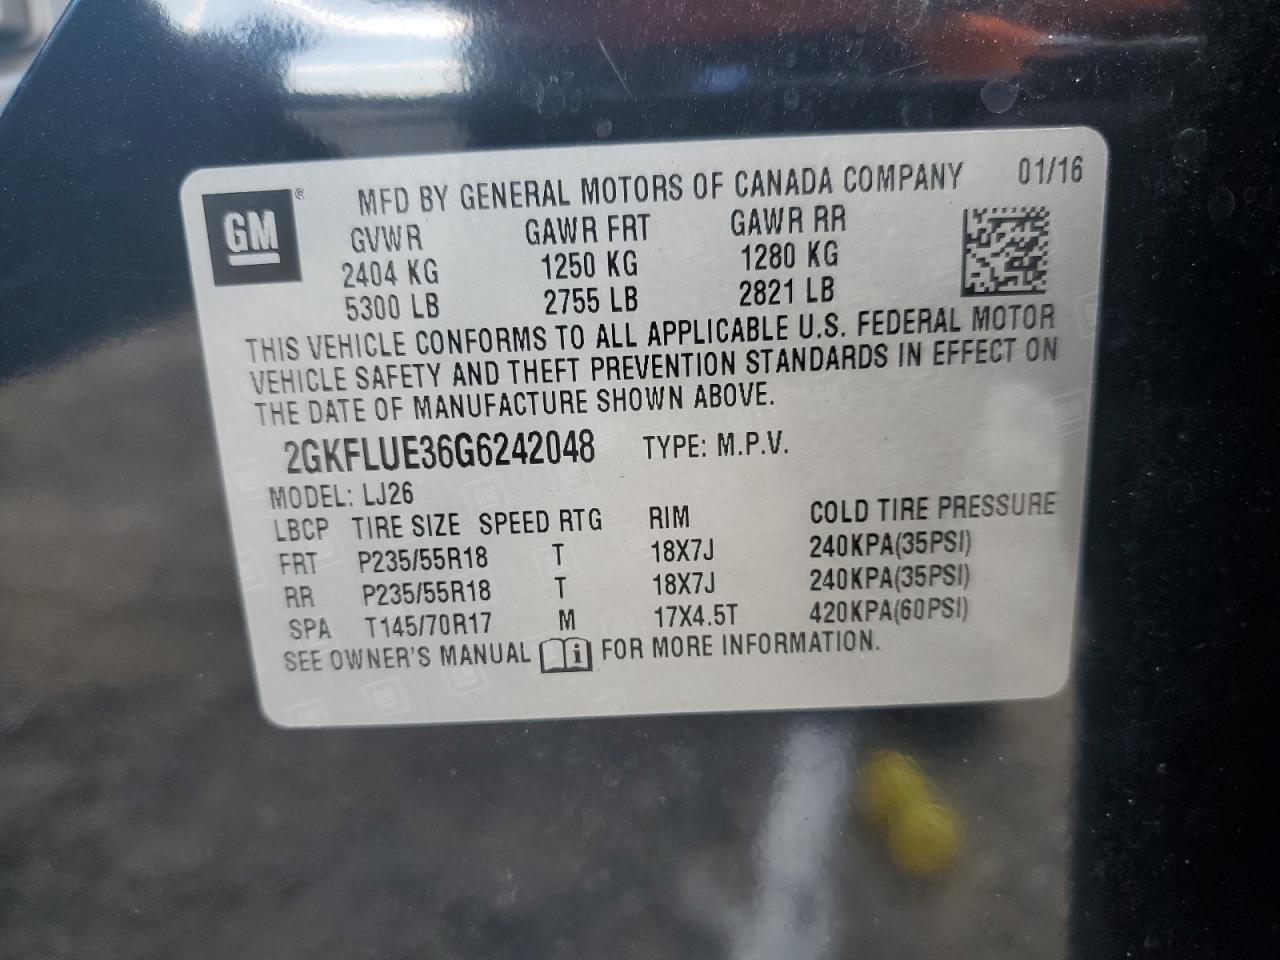 GM ® MFD BY GENERAL MOTORS OF CANADA COMPANY 01/16
GVWR GAWR FRT GAWR RR
2404 KG 1250 KG 1280 KG
5300 LB 2755 LB 2821 LB
THIS VEHICLE CONFORMS TO ALL APPLICABLE U.S. FEDERAL MOTOR
VEHICLE SAFETY AND THEFT PREVENTION STANDARDS IN EFFECT ON
THE DATE OF MANUFACTURE SHOWN ABOVE.
2GKFLUE36G6242048 TYPE: M.P.V.
MODEL: LJ26
LBCP TIRE SIZE SPEED RTG RIM COLD TIRE PRESSURE
FRT P235/55R18 T 18X7J 240KPA(35PSI)
RR P235/55R18 T 18X7J 240KPA(35PSI)
SPA T145/70R17 M 17X4.5T 420KPA(60PSI)
SEE OWNER'S MANUAL i FOR MORE INFORMATION.